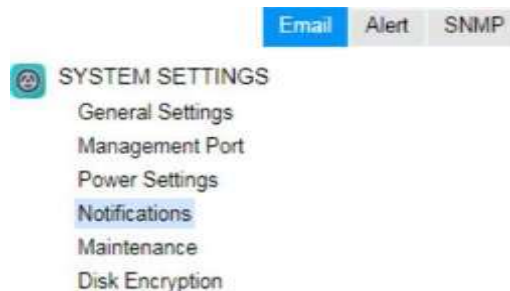 Email Alert SNMP
SYSTEM SETTINGS
General Settings
Management Port
Power Settings
Notifications
Maintenance
Disk Encryption